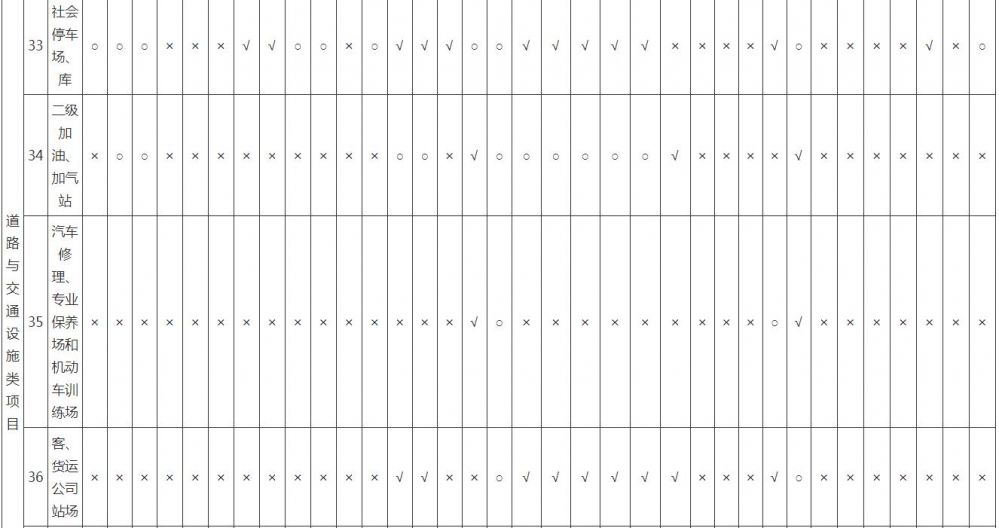 道
路
与
交
通
设
施
类
项
目
33
社会
停车
场、
库
○ ○ ○ × × × √ √ ○ ○ × ○ √ √ √ ○ ○ √ √ √ √ √ × × × × √ ○ × × × × √ × ○
34
二级
加
油、
加气
站
× ○ ○ × × × × × × × × × ○ ○ × √ ○ ○ ○ ○ ○ ○ √ × × × × √ × × × × × × ×
35
汽车
修
理、
专业
保养
场和
机动
车训
练场
× × × × × × × × × × × × × × × √ ○ × × × × × × × × × ○ √ × × × × × × ×
36
客、
货运
公司
站场
× × × × × × × × × × × × √ √ × × ○ √ √ √ √ √ √ × × × √ ○ × × × × × × ×